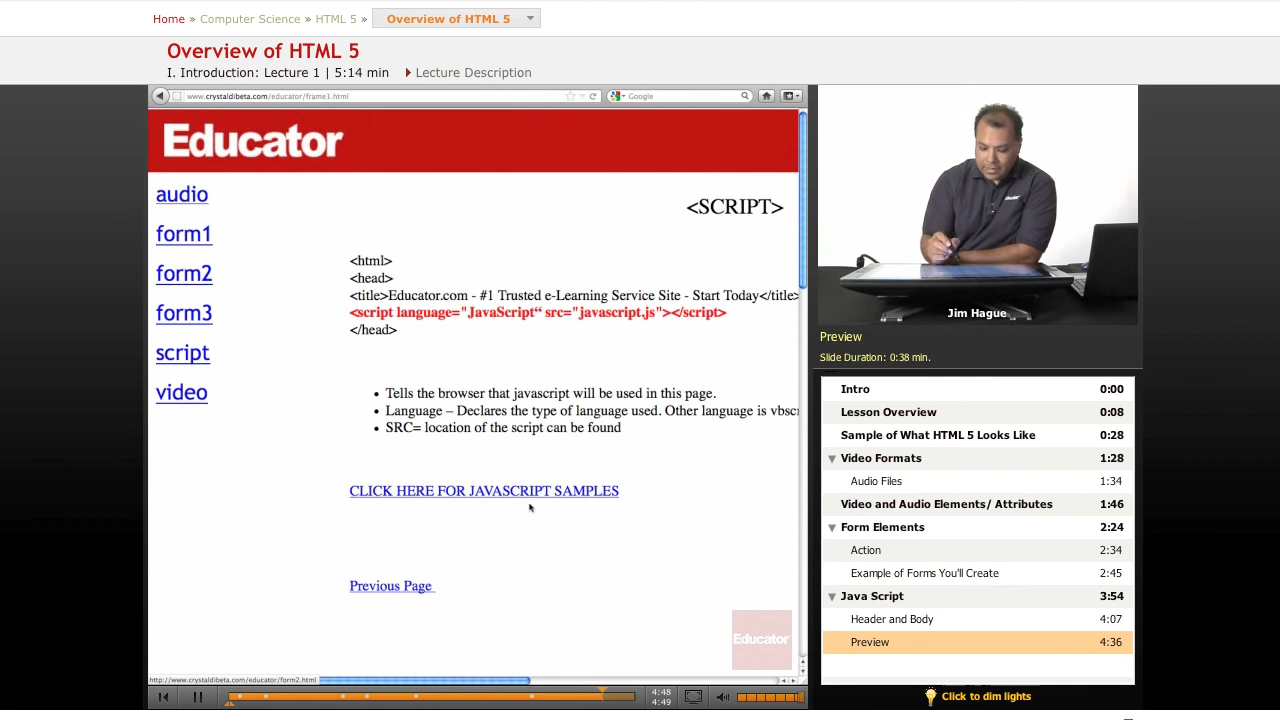 Home » Computer Science » HTML 5 » Overview of HTML 5
Overview of HTML 5
I. Introduction: Lecture 1 | 5:14 min Lecture Description
www.crystaldibeta.com/educator/frame1.html
Google
Educator
audio
form1
form2
form3
script
video
<SCRIPT>
<html>
<head>
<title>Educator.com - #1 Trusted e-Learning Service Site - Start Today</title>
<script language="JavaScript“ src="javascript.js"></script>
</head>
• Tells the browser that javascript will be used in this page.
• Language – Declares the type of language used. Other language is vbscr
• SRC= location of the script can be found
CLICK HERE FOR JAVASCRIPT SAMPLES
Previous Page
Educator
http://www.crystaldibeta.com/educator/form2.html
4:48
4:49
Jim Hague
Preview
Slide Duration: 0:38 min.
Intro 0:00
Lesson Overview 0:08
Sample of What HTML 5 Looks Like 0:28
Video Formats 1:28
Audio Files 1:34
Video and Audio Elements/ Attributes 1:46
Form Elements 2:24
Action 2:34
Example of Forms You'll Create 2:45
Java Script 3:54
Header and Body 4:07
Preview 4:36
Click to dim lights